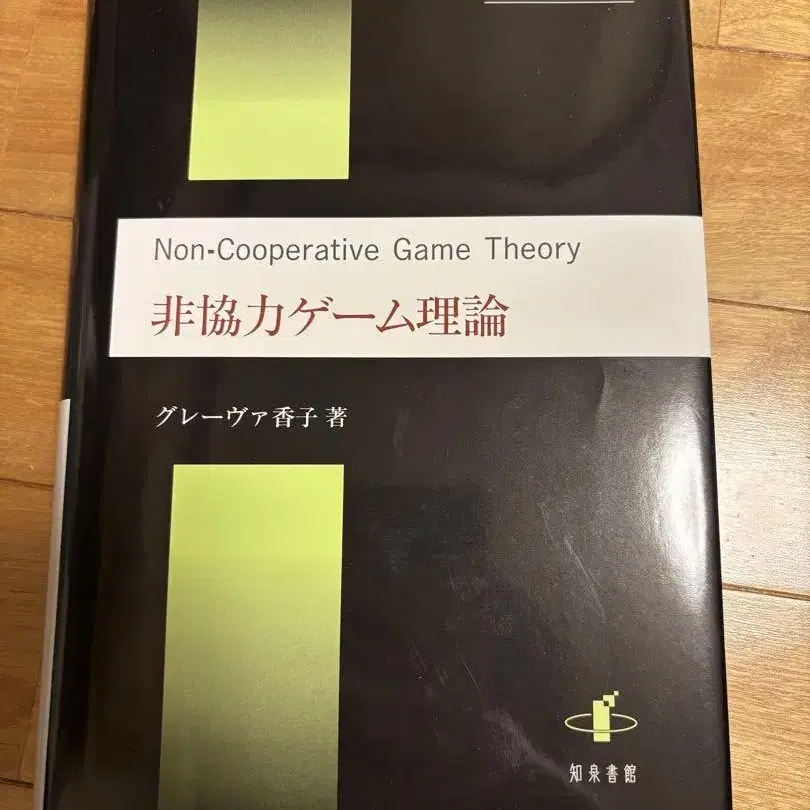 Non-Cooperative Game Theory
非協力ゲーム理論
グレーヴァ香子 著
知泉書館